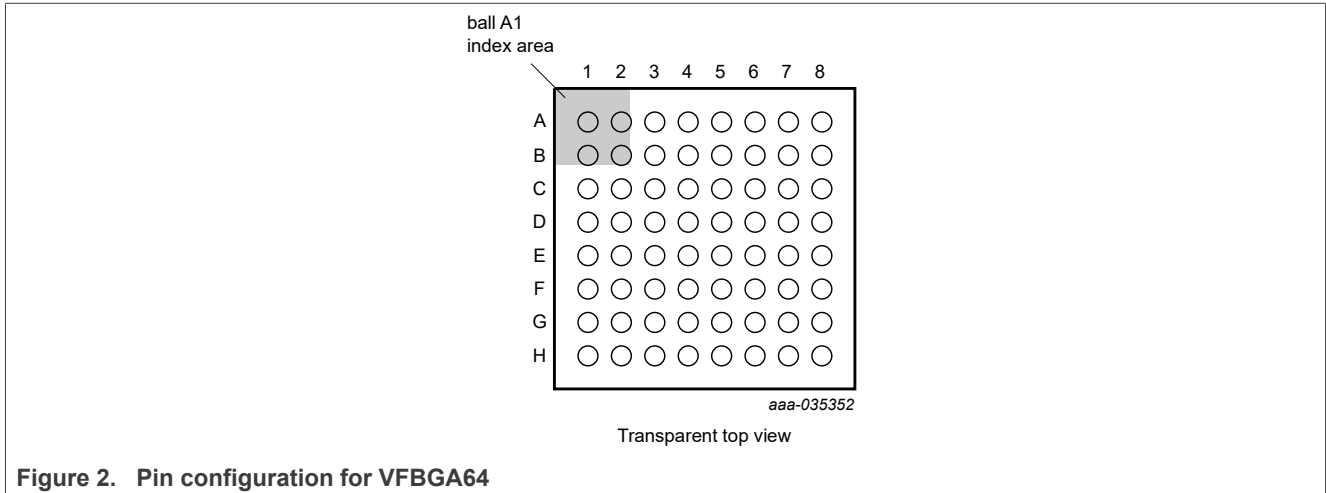 ball A1
index area
1 2 3 4 5 6 7 8
A
B
C
D
E
F
G
H
aaa-035352
Transparent top view
Figure 2. Pin configuration for VFBGA64